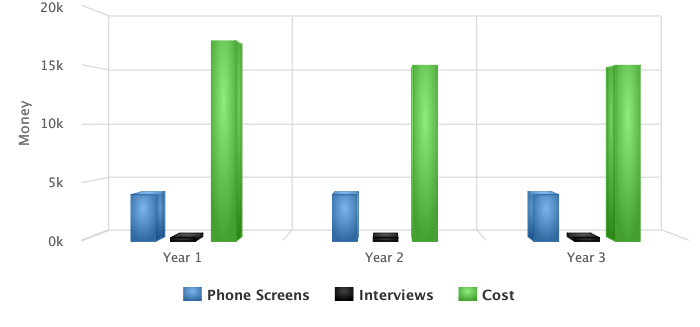 20k
15k
10k
5k
0k
Money
Year 1 Year 2 Year 3
Phone Screens Interviews Cost